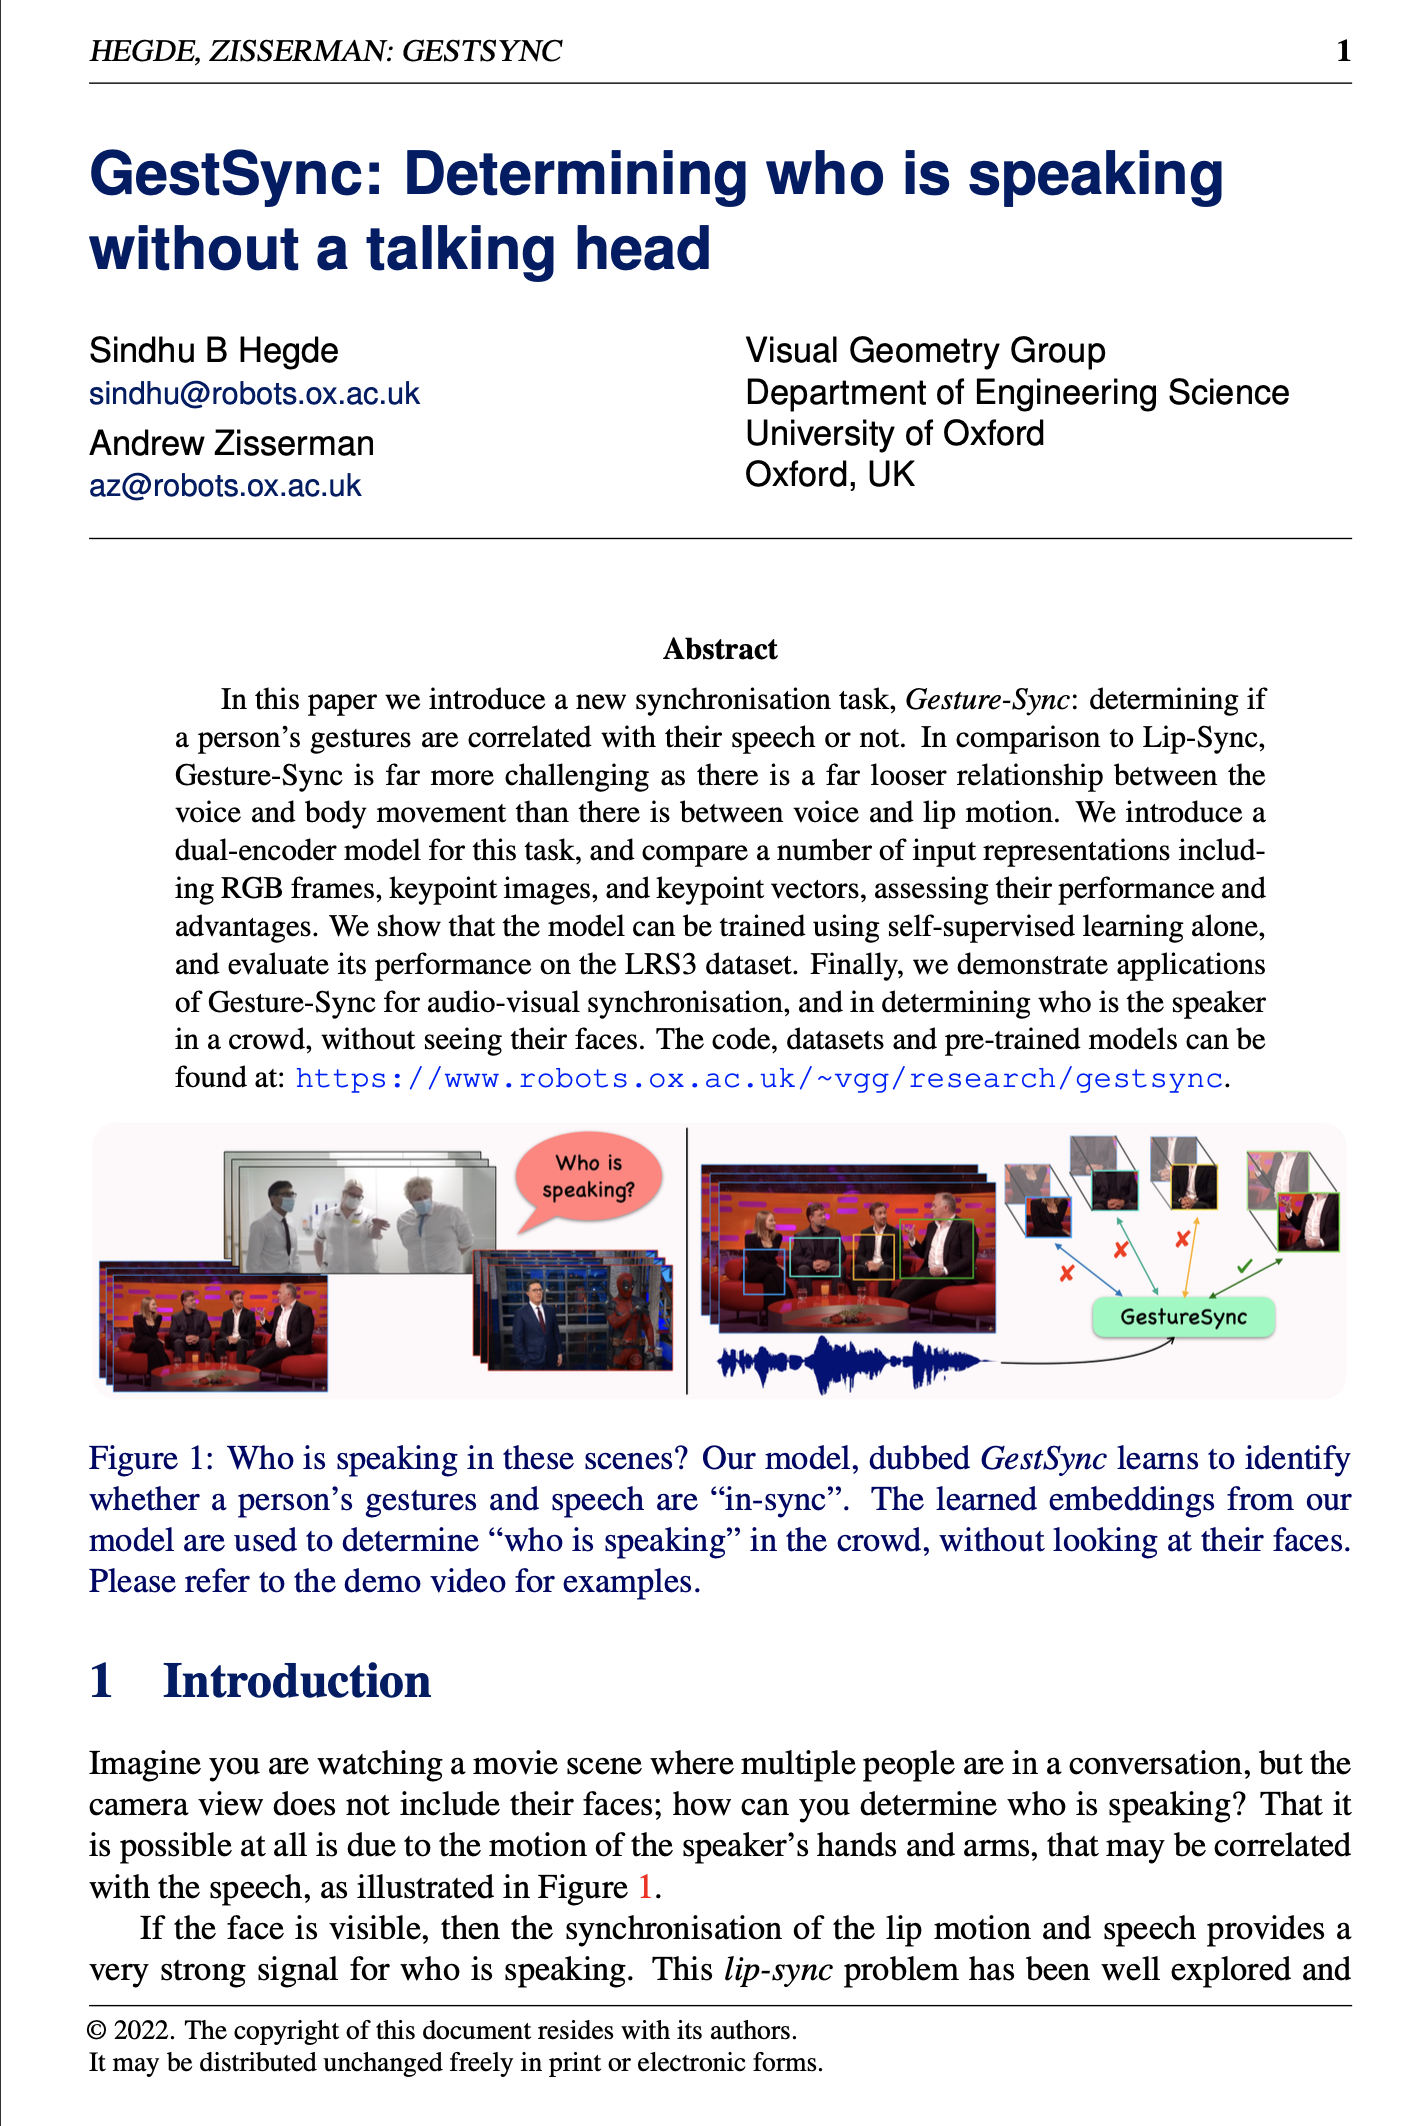 HEGDE, ZISSERMAN: GESTSYNC 1
GestSync: Determining who is speaking
without a talking head
Sindhu B Hegde
sindhu@robots.ox.ac.uk
Andrew Zisserman
az@robots.ox.ac.uk
Visual Geometry Group
Department of Engineering Science
University of Oxford
Oxford, UK
Abstract
In this paper we introduce a new synchronisation task, Gesture-Sync: determining if
a person's gestures are correlated with their speech or not. In comparison to Lip-Sync,
Gesture-Sync is far more challenging as there is a far looser relationship between the
voice and body movement than there is between voice and lip motion. We introduce a
dual-encoder model for this task, and compare a number of input representations includ-
ing RGB frames, keypoint images, and keypoint vectors, assessing their performance and
advantages. We show that the model can be trained using self-supervised learning alone,
and evaluate its performance on the LRS3 dataset. Finally, we demonstrate applications
of Gesture-Sync for audio-visual synchronisation, and in determining who is the speaker
in a crowd, without seeing their faces. The code, datasets and pre-trained models can be
found at: https://www.robots.ox.ac.uk/~vgg/research/gestsync.
Who is
speaking?
GestureSync
Figure 1: Who is speaking in these scenes? Our model, dubbed GestSync learns to identify
whether a person's gestures and speech are “in-sync”. The learned embeddings from our
model are used to determine “who is speaking” in the crowd, without looking at their faces.
Please refer to the demo video for examples.
1 Introduction
Imagine you are watching a movie scene where multiple people are in a conversation, but the
camera view does not include their faces; how can you determine who is speaking? That it
is possible at all is due to the motion of the speaker's hands and arms, that may be correlated
with the speech, as illustrated in Figure 1.
If the face is visible, then the synchronisation of the lip motion and speech provides a
very strong signal for who is speaking. This lip-sync problem has been well explored and
© 2022. The copyright of this document resides with its authors.
It may be distributed unchanged freely in print or electronic forms.